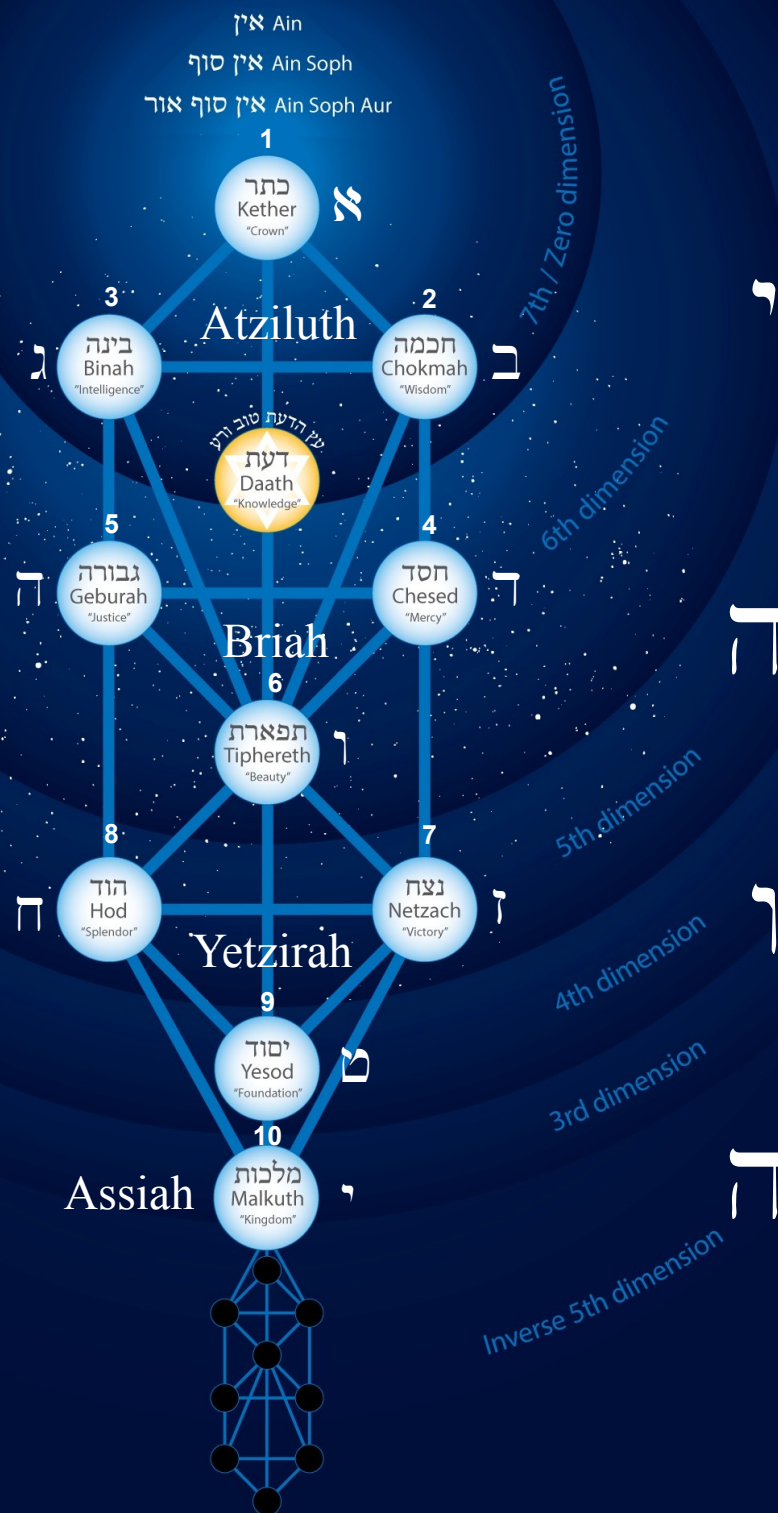 אין Ain
אין סוף Ain Soph
אין סוף אור Ain Soph Aur
1
כתר
Kether
"Crown"
א
7th / Zero dimension
3
בינה
Binah
"Intelligence"
ג
Atziluth
2
חכמה
Chokmah
"Wisdom"
ב
י
עץ הדעת טוב ורע
דעת
Daath
"Knowledge"
6th dimension
5
גבורה
Geburah
"Justice"
ה
4
חסד
Chesed
"Mercy"
ד
Briah
ה
6
תפארת
Tiphereth
"Beauty"
ו
5th dimension
8
הוד
Hod
"Splendor"
ח
7
נצח
Netzach
"Victory"
ז
ו
Yetzirah
4th dimension
9
יסוד
Yesod
"Foundation"
ט
3rd dimension
10
Assiah
מלכות
Malkuth
"Kingdom"
י
ה
Inverse 5th dimension